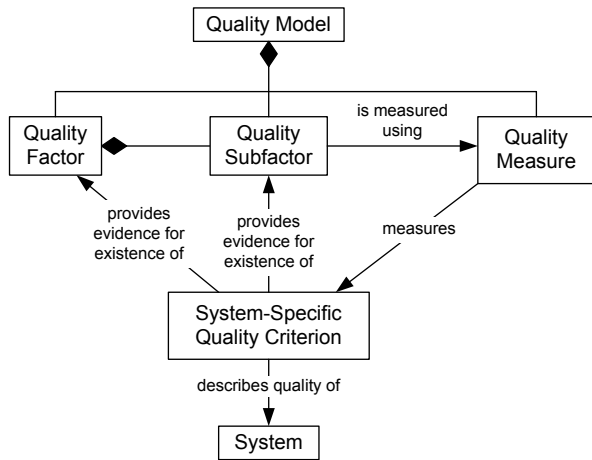 Quality Model
is measured
using
Quality
Factor
Quality
Subfactor
Quality
Measure
provides
evidence for
existence of
provides
evidence for
existence of
measures
System-Specific
Quality Criterion
describes quality of
System